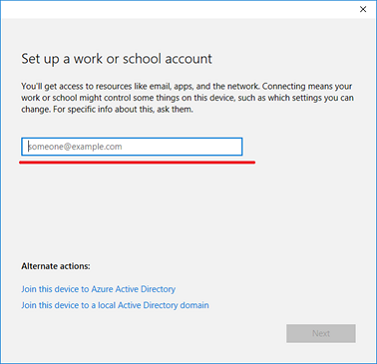 Set up a work or school account
You'll get access to resources like email, apps, and the network. Connecting means your
work or school might control some things on this device, such as which settings you can
change. For specific info about this, ask them.
someone@example.com
Alternate actions:
Join this device to Azure Active Directory
Join this device to a local Active Directory domain
Next